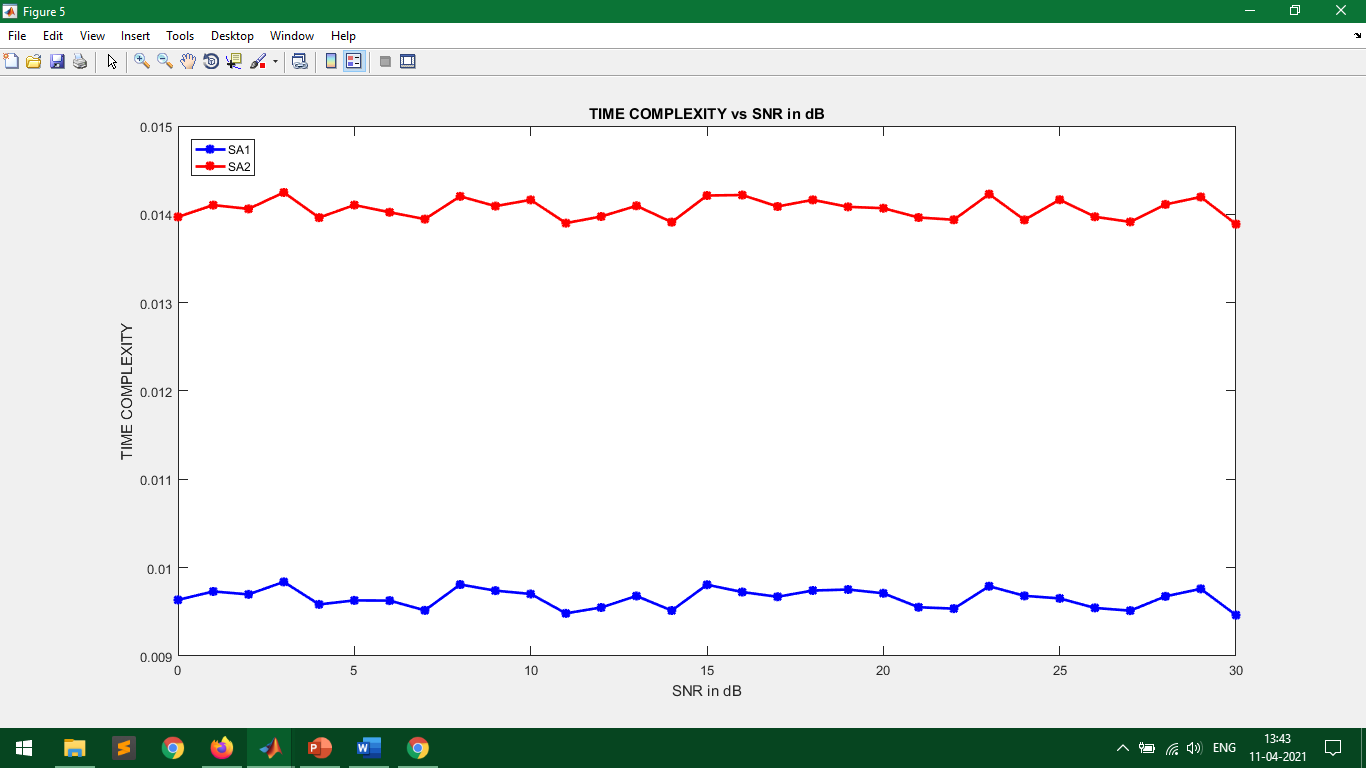 Figure 5
File Edit View Insert Tools Desktop Window Help
TIME COMPLEXITY vs SNR in dB
SA1
SA2
0.015
0.014
0.013
0.012
0.011
0.01
0.009
TIME COMPLEXITY
0 5 10 15 20 25 30
SNR in dB
ENG
13:43
11-04-2021